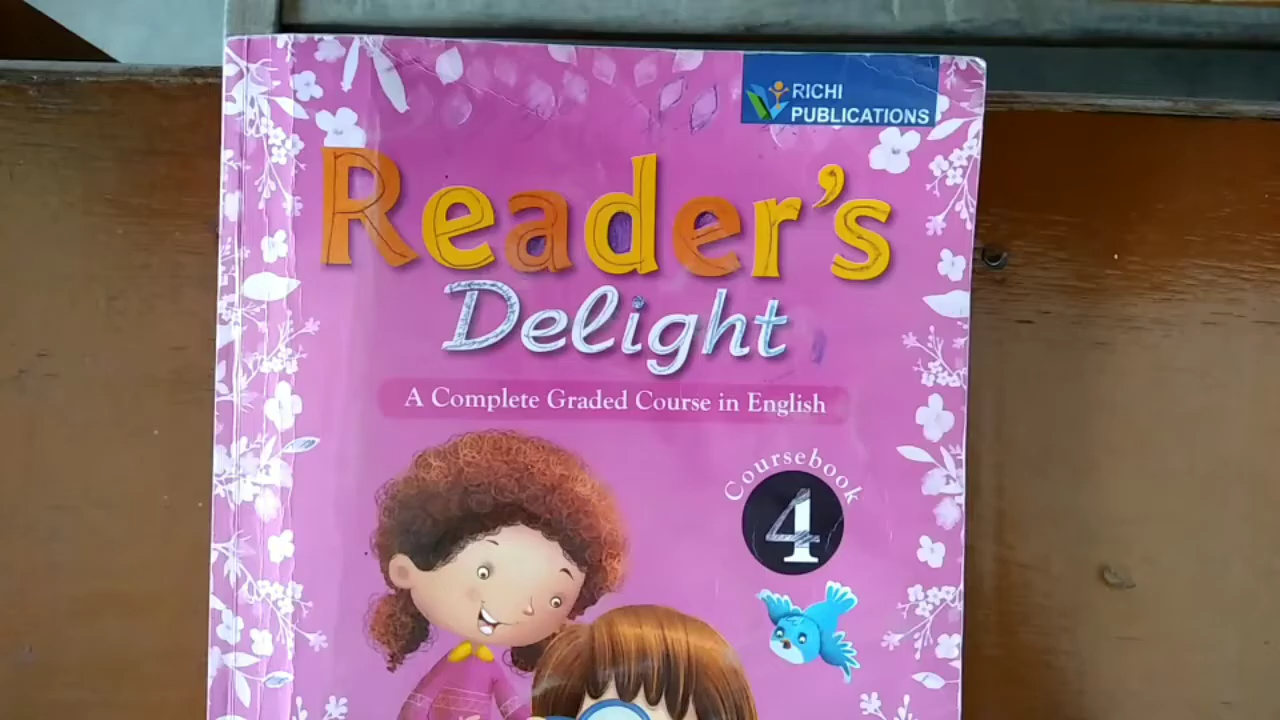 RICHI
PUBLICATIONS
Reader's
Delight
A Complete Graded Course in English
Coursebook
4